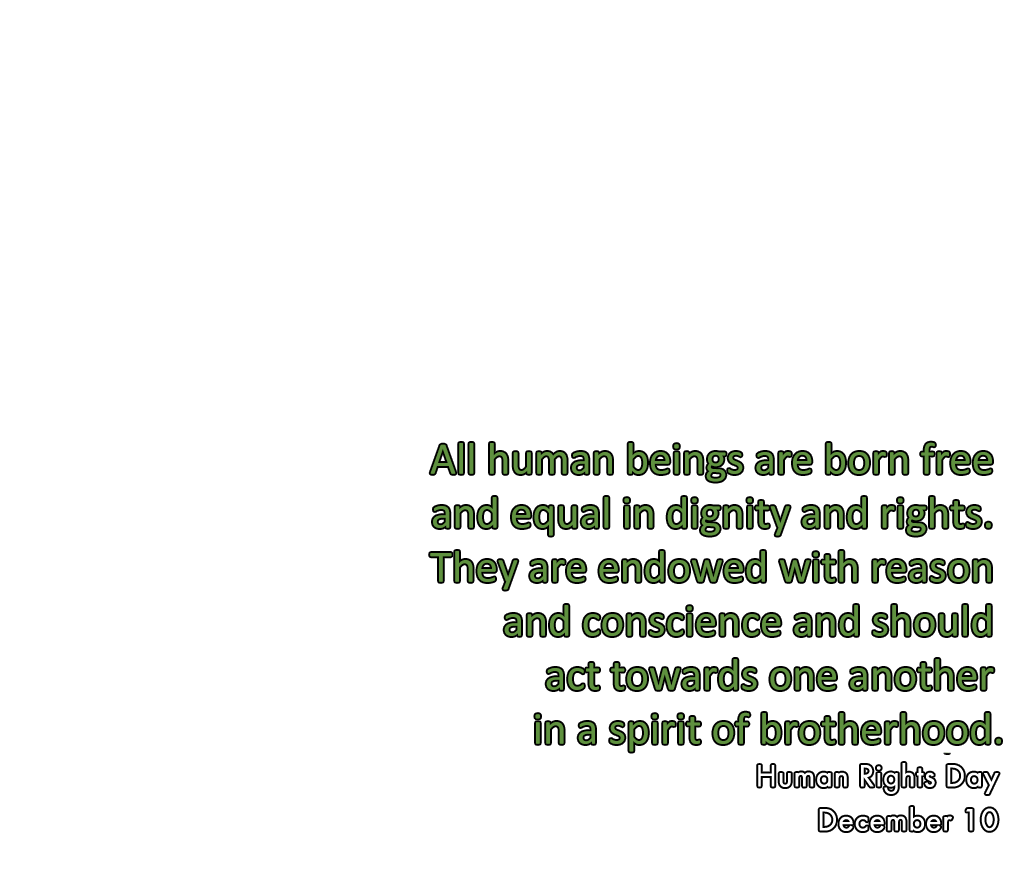 All human beings are born free
and equal in dignity and rights.
They are endowed with reason
and conscience and should
act towards one another
in a spirit of brotherhood.
Human Rights Day
December 10